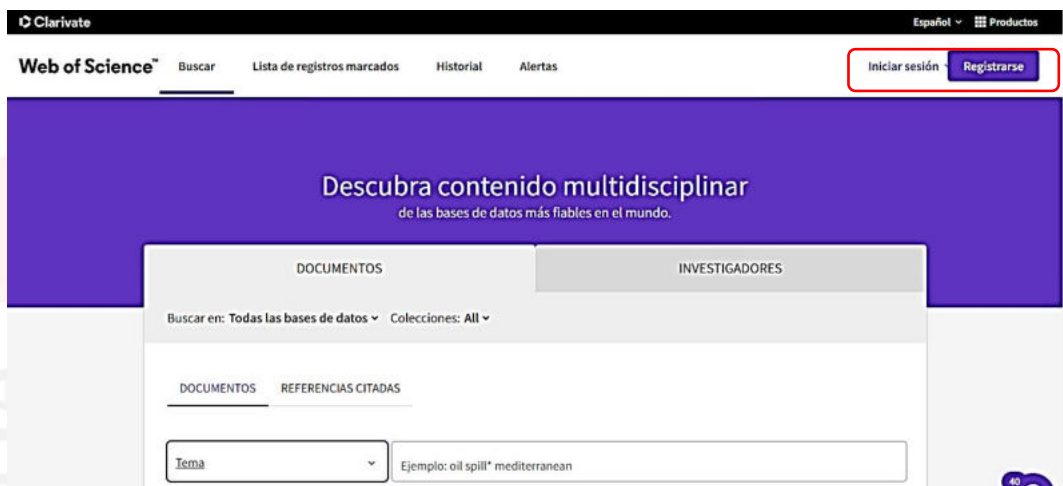 Clarivate
Español Productos
Web of Science™ Buscar Lista de registros marcados Historial Alertas Iniciar sesión Registrarse
Descubra contenido multidisciplinar
de las bases de datos más fiables en el mundo.
DOCUMENTOS INVESTIGADORES
Buscar en: Todas las bases de datos Colecciones: All
DOCUMENTOS REFERENCIAS CITADAS
Tema Ejemplo: oil spill* mediterranean
40